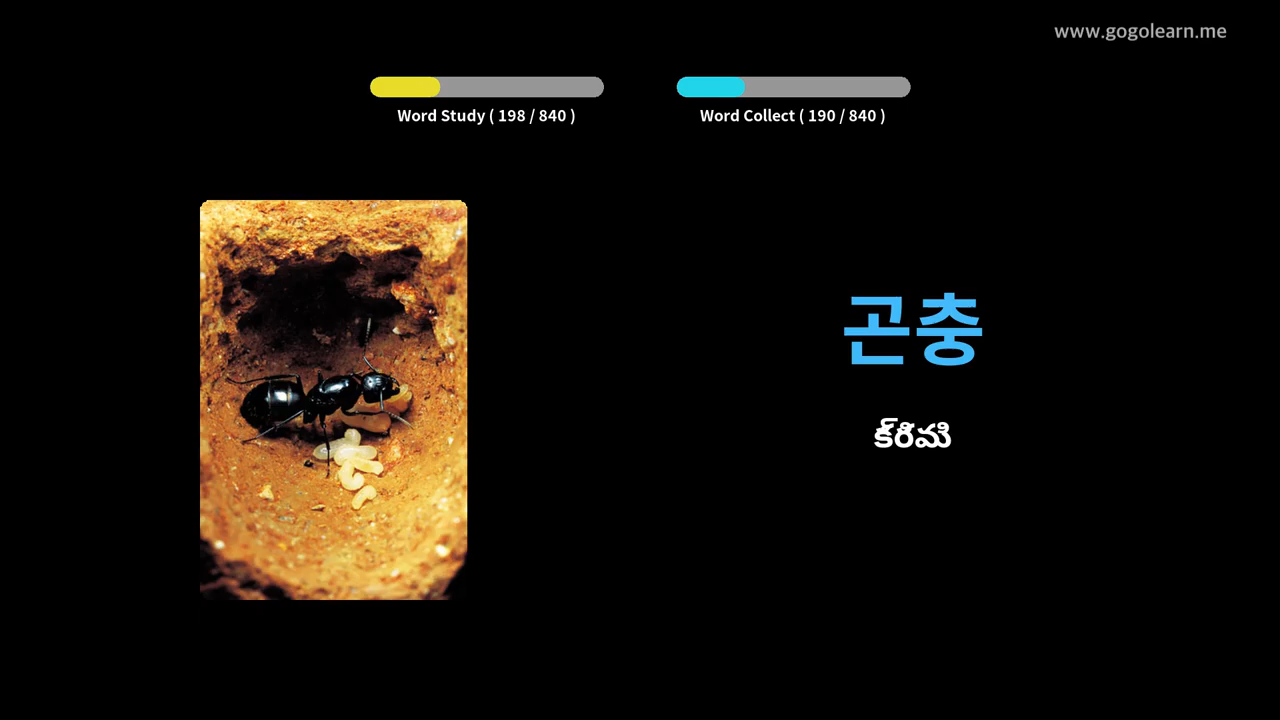 www.gogolearn.me
Word Study ( 198 / 840 )
Word Collect ( 190 / 840 )
곤충
క్రిమి